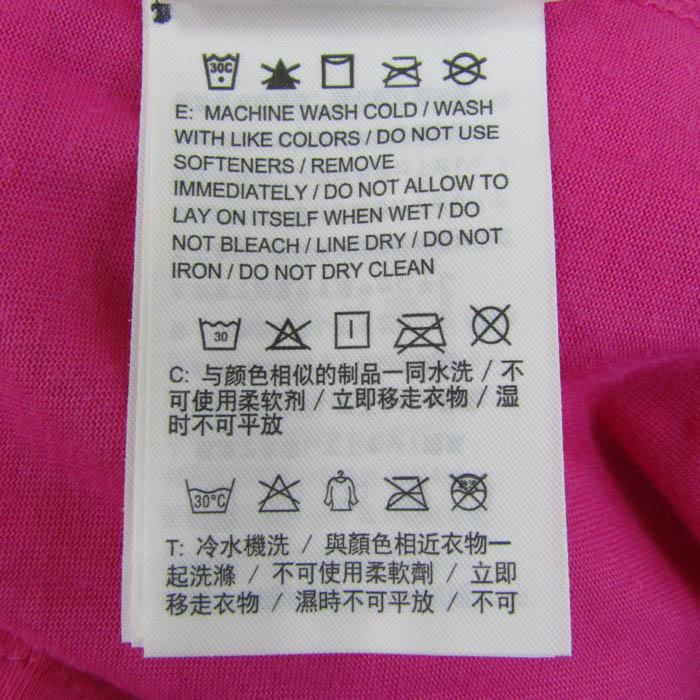 30C
E: MACHINE WASH COLD / WASH
WITH LIKE COLORS / DO NOT USE
SOFTENERS / REMOVE
IMMEDIATELY / DO NOT ALLOW TO
LAY ON ITSELF WHEN WET / DO
NOT BLEACH / LINE DRY / DO NOT
IRON / DO NOT DRY CLEAN
30
C: 与颜色相似的制品一同水洗 / 不
可使用柔软剂 / 立即移走衣物 / 湿
时不可平放
30°C
T: 冷水機洗 / 與顏色相近衣物一
起洗滌 / 不可使用柔軟劑 / 立即
移走衣物 / 濕時不可平放 / 不可